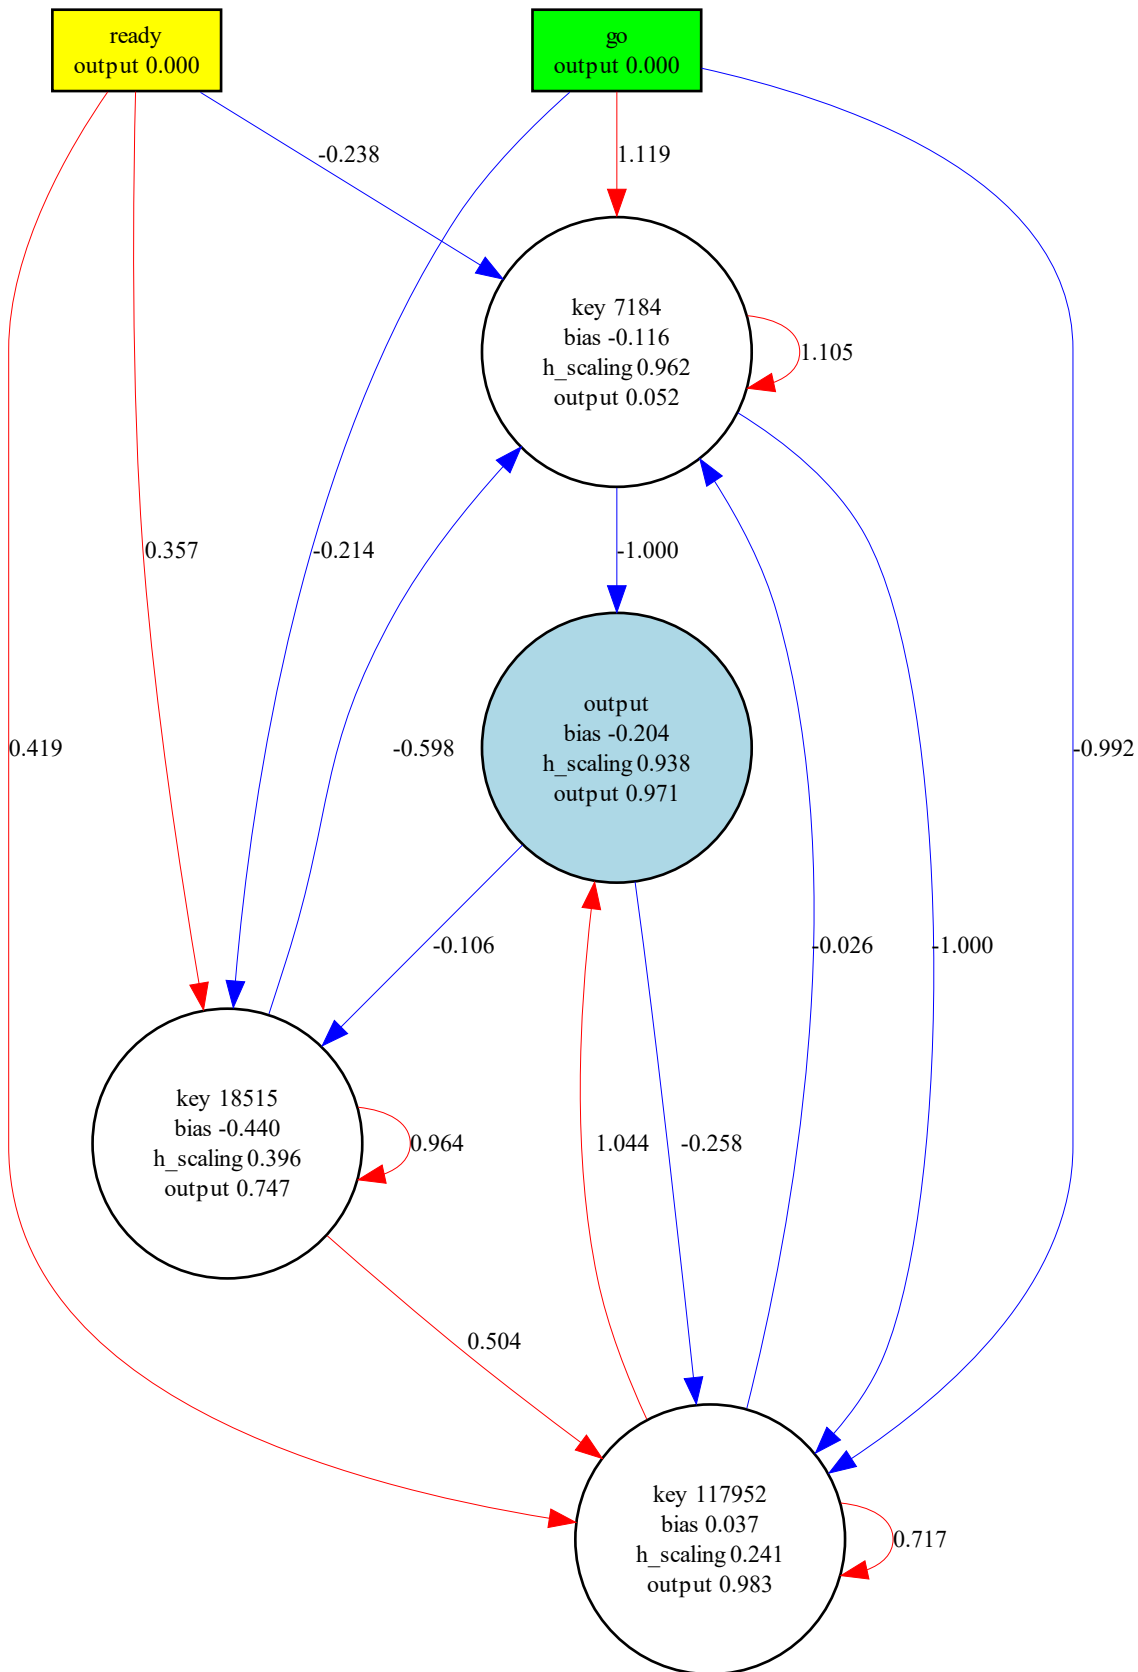 ready
output 0.000
go
output 0.000
-0.238
1.119
key 7184
bias -0.116
h_scaling 0.962
output 0.052
1.105
0.357
-0.214
-1.000
output
bias -0.204
h_scaling 0.938
output 0.971
0.419
-0.598
-0.992
-0.106
-0.026
-1.000
key 18515
bias -0.440
h_scaling 0.396
output 0.747
0.964
1.044
-0.258
0.504
key 117952
bias 0.037
h_scaling 0.241
output 0.983
0.717